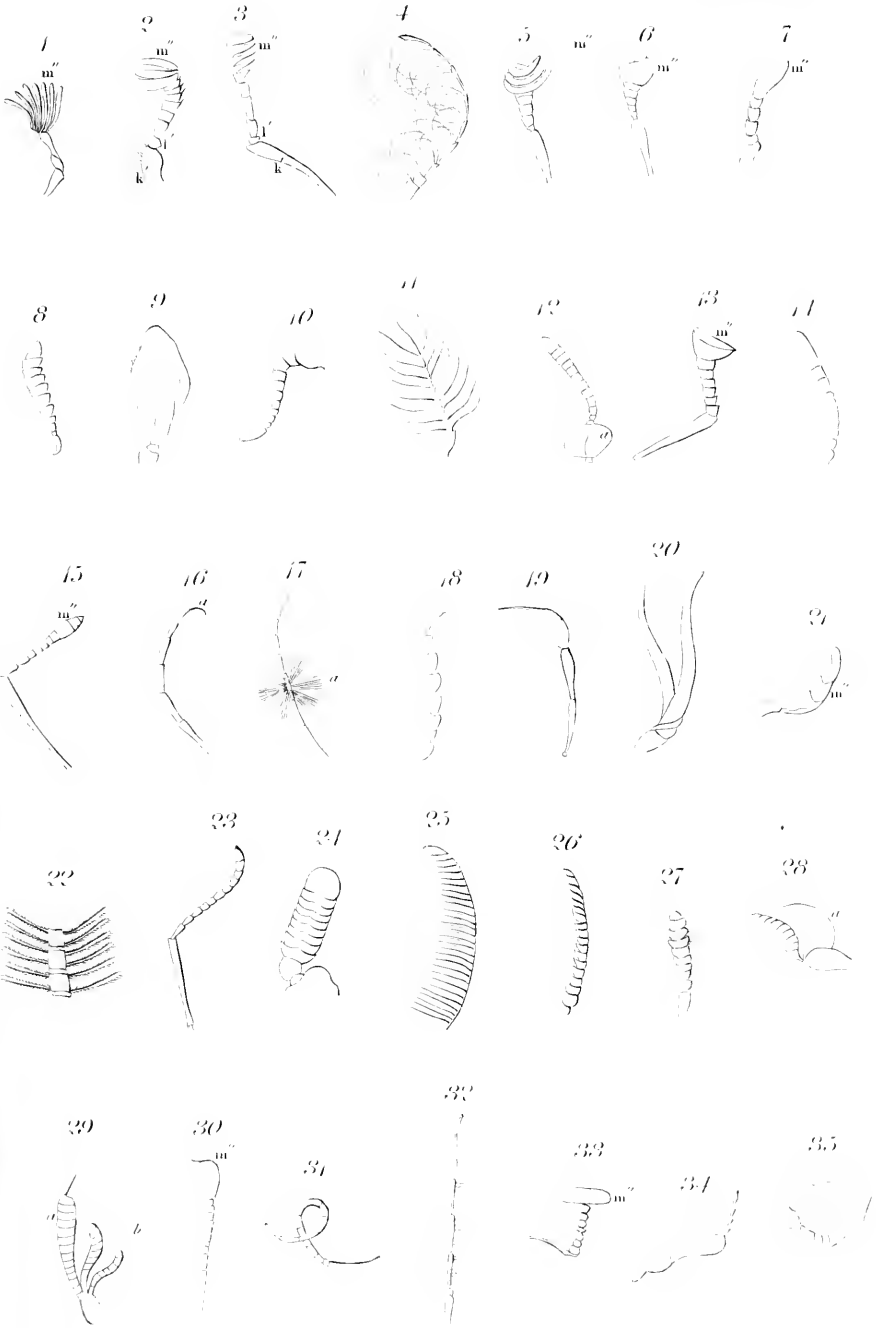 1 2 3 4 5 6 7
m″ m″ m″ m″ m″ m″
l′ l′
k k
8 9 10 11 12 13 14
m″
a
15 16 17 18 19 20 21
m″ a a m″
22 23 24 25 26 27 28
a
29 30 31 32 33 34 35
m″ m″
a b